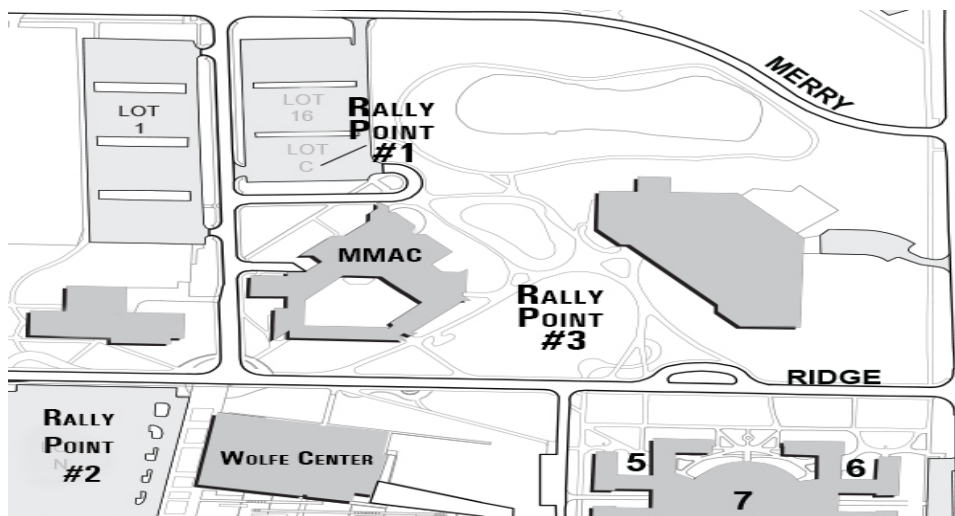 MERRY
LOT
1
LOT
16
RALLY
POINT
#1
LOT
C
MMAC
RALLY
POINT
#3
RIDGE
RALLY
POINT
#2
N
WOLFE CENTER
5
6
7